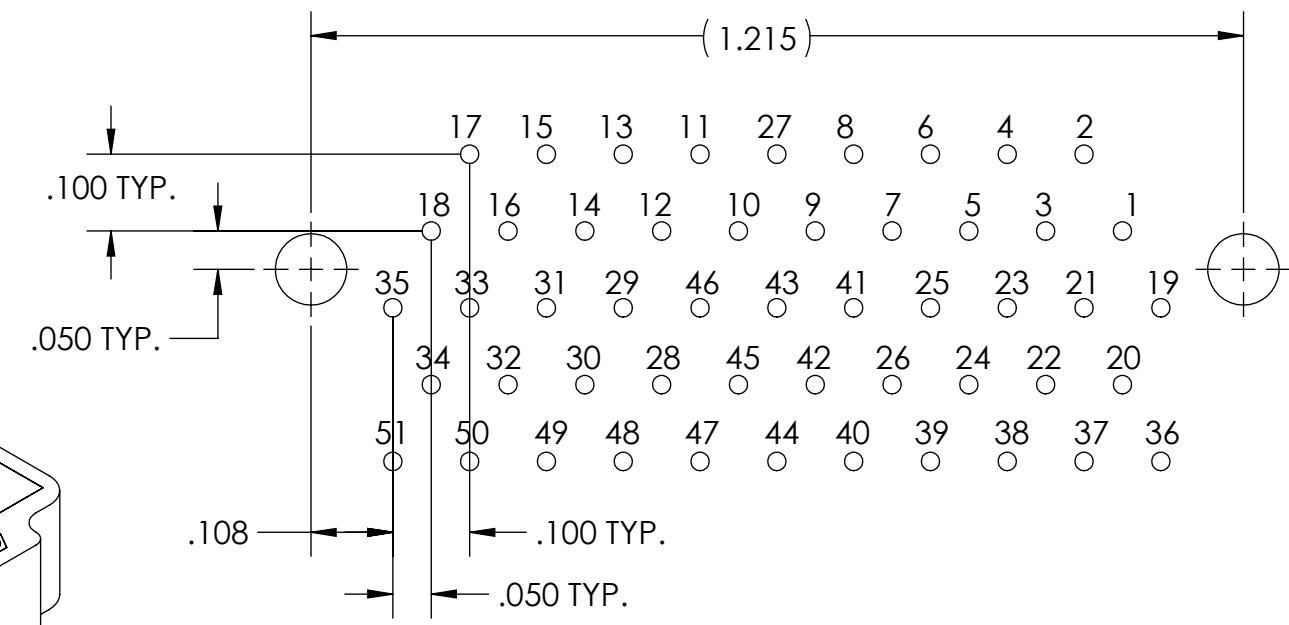 ( 1.215 )
17 15 13 11 27 8 6 4 2
.100 TYP.
18 16 14 12 10 9 7 5 3 1
35 33 31 29 46 43 41 25 23 21 19
.050 TYP.
34 32 30 28 45 42 26 24 22 20
51 50 49 48 47 44 40 39 38 37 36
.108 .100 TYP.
.050 TYP.